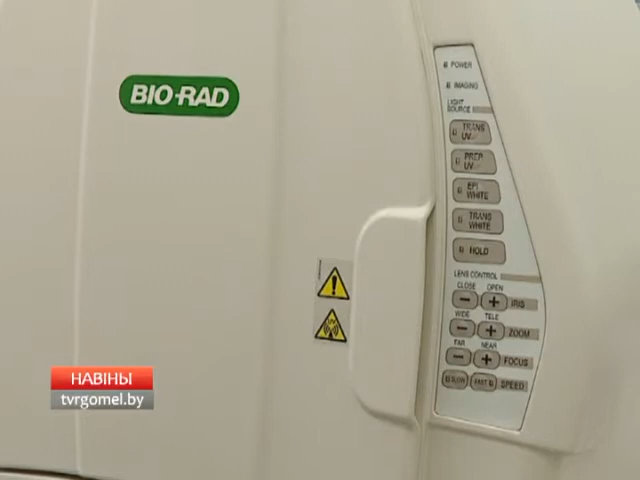 BIO-RAD
POWER
IMAGING
LIGHT
SOURCE
TRANS
UV
PREP
UV
EPI
WHITE
TRANS
WHITE
HOLD
LENS CONTROL
CLOSE OPEN
- + IRIS
WIDE TELE
- + ZOOM
FAR NEAR
- + FOCUS
SLOW FAST SPEED
НАВІНЫ
tvrgomel.by